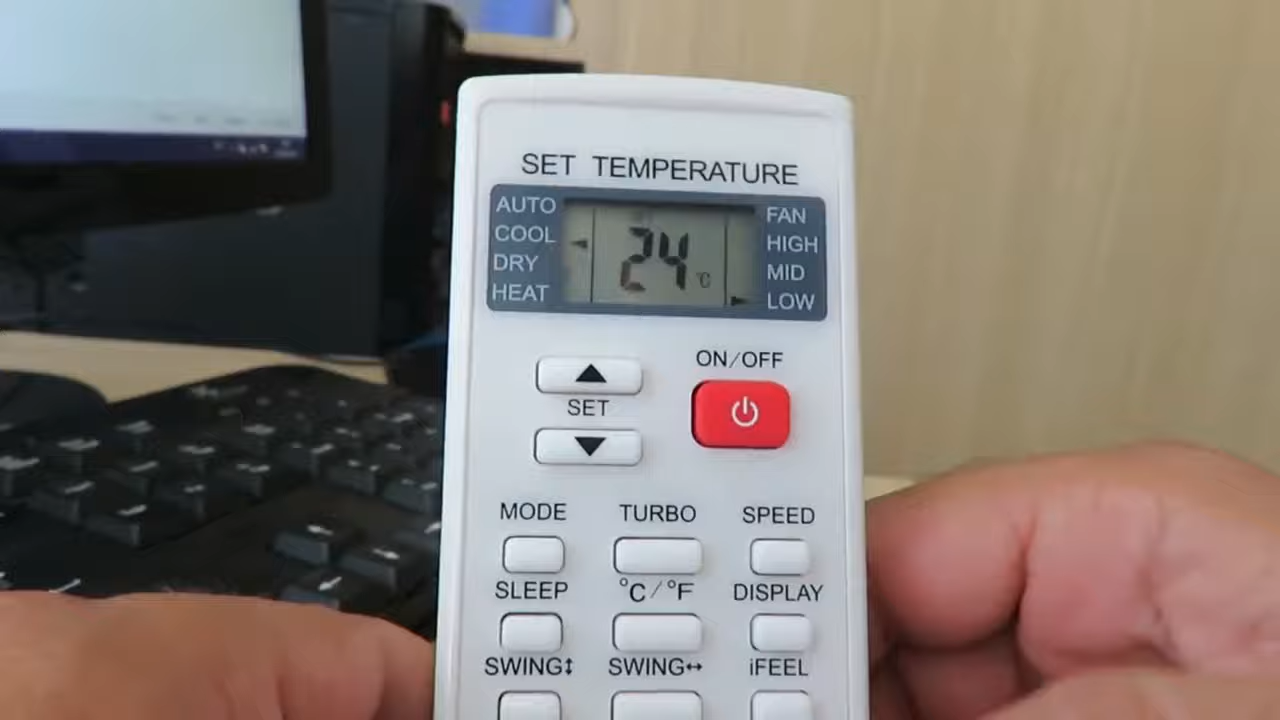 SET TEMPERATURE
AUTO
COOL
DRY
HEAT
24 °C
FAN
HIGH
MID
LOW
SET
ON/OFF
MODE TURBO SPEED
SLEEP °C/°F DISPLAY
SWING↕ SWING↔ iFEEL